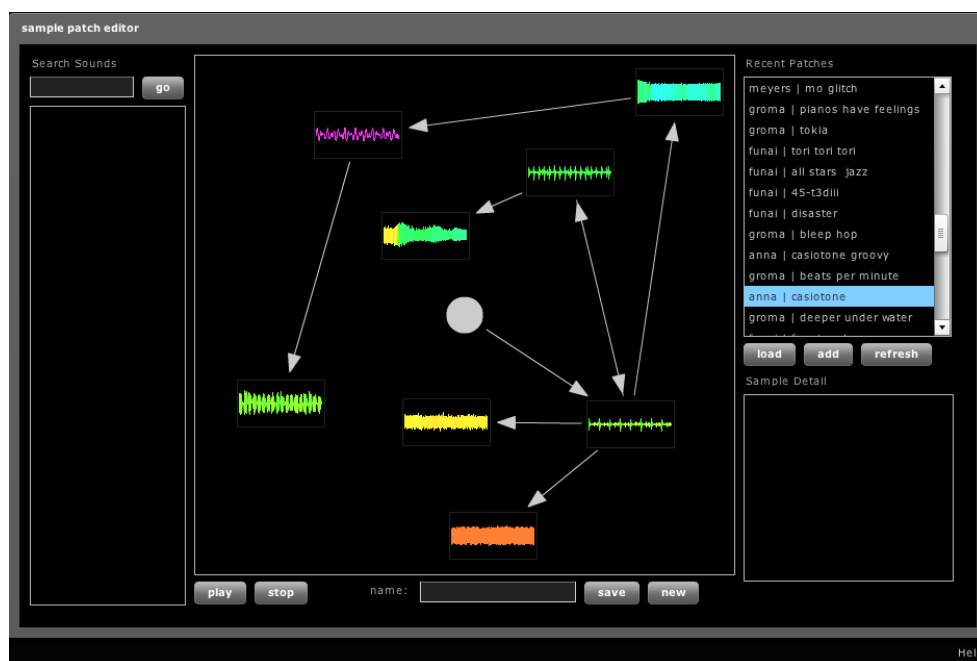 sample patch editor
Search Sounds
go
Recent Patches
meyers | mo glitch
groma | pianos have feelings
groma | tokia
funai | tori tori tori
funai | all stars  jazz
funai | 45-t3diii
funai | disaster
groma | bleep hop
anna | casiotone groovy
groma | beats per minute
anna | casiotone
groma | deeper under water
load add refresh
Sample Detail
play stop name: save new
Hel